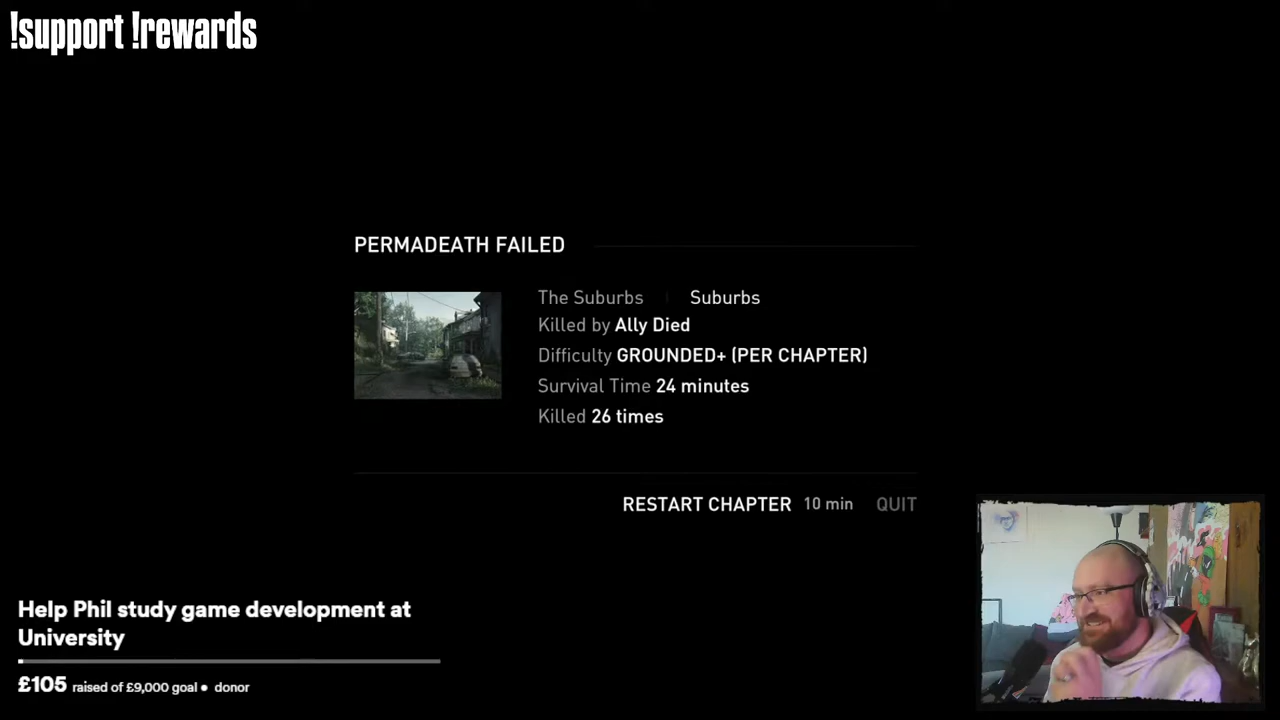 !support !rewards
PERMADEATH FAILED
The Suburbs | Suburbs
Killed by Ally Died
Difficulty GROUNDED+ (PER CHAPTER)
Survival Time 24 minutes
Killed 26 times
RESTART CHAPTER 10 min QUIT
Help Phil study game development at
University
£105 raised of £9,000 goal • donor